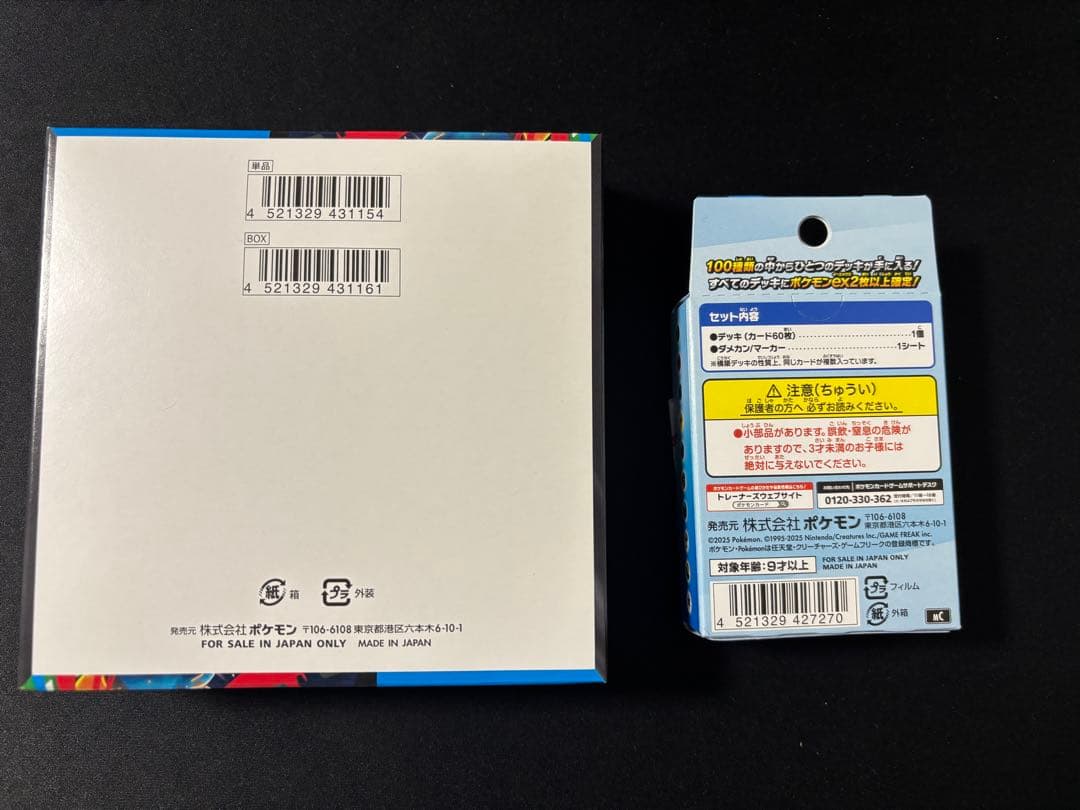 単品
4 521329 431154
BOX
4 521329 431161
紙 箱
プラ 外装
発売元 株式会社 ポケモン 〒106-6108 東京都港区六本木6-10-1
FOR SALE IN JAPAN ONLY MADE IN JAPAN
100種類の中からひとつのデッキが手に入る!
すべてのデッキにポケモンex2枚以上確定!
セット内容
●デッキ(カード60枚) 1個
●ダメカン/マーカー 1シート
※構築デッキの性質上、同じカードが複数入っています。
注意(ちゅうい)
保護者の方へ 必ずお読みください。
●小部品があります。誤飲・窒息の危険が
ありますので、3才未満のお子様には
絶対に与えないでください。
トレーナーズウェブサイト
ポケモンカード
ポケモンカードゲームサポートデスク
0120-330-362
発売元 株式会社 ポケモン 〒106-6108
東京都港区六本木6-10-1
©2025 Pokémon. ©1995-2025 Nintendo/Creatures Inc./GAME FREAK inc.
ポケモン・Pokémonは任天堂・クリーチャーズ・ゲームフリークの登録商標です。
対象年齢:9才以上
FOR SALE IN JAPAN ONLY
MADE IN JAPAN
4 521329 427270
プラ フィルム
紙 外箱
MC